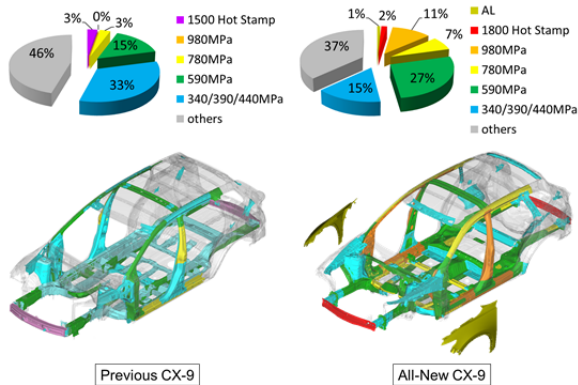 3%
0%
3%
15%
33%
46%
1500 Hot Stamp
980MPa
780MPa
590MPa
340/390/440MPa
others
1%
2%
11%
7%
27%
15%
37%
AL
1800 Hot Stamp
980MPa
780MPa
590MPa
340/390/440MPa
others
Previous CX-9
All-New CX-9